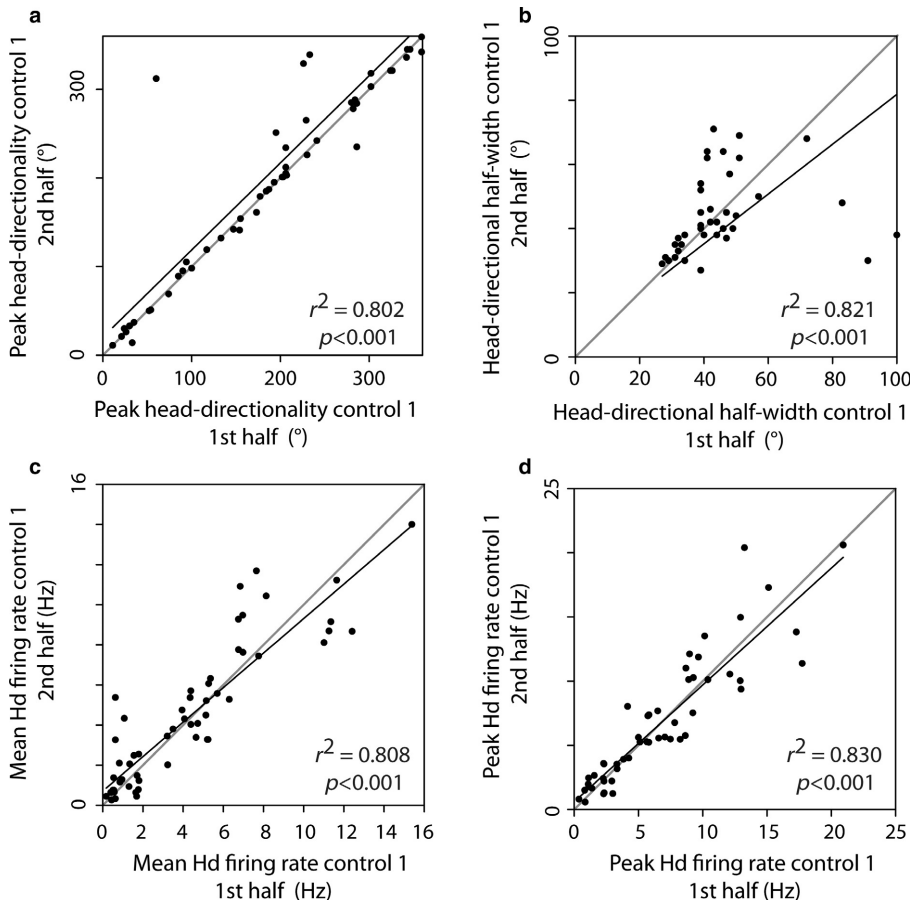 a
Peak head-directionality control 1
2nd half (°)
300
0
r² = 0.802
p<0.001
0 100 200 300
Peak head-directionality control 1
1st half (°)
b
Head-directional half-width control 1
2nd half (°)
100
0
r² = 0.821
p<0.001
0 20 40 60 80 100
Head-directional half-width control 1
1st half (°)
c
Mean Hd firing rate control 1
2nd half (Hz)
16
0
r² = 0.808
p<0.001
0 2 4 6 8 10 12 14 16
Mean Hd firing rate control 1
1st half (Hz)
d
Peak Hd firing rate control 1
2nd half (Hz)
25
0
r² = 0.830
p<0.001
0 5 10 15 20 25
Peak Hd firing rate control 1
1st half (Hz)